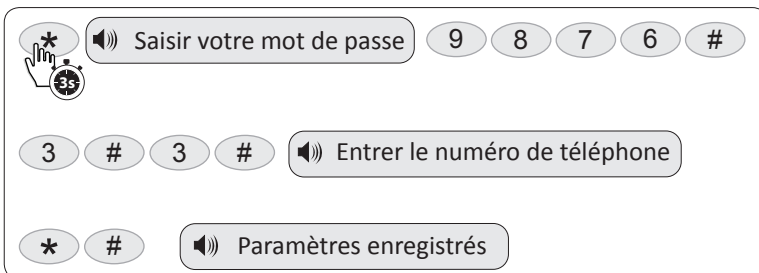 * Saisir votre mot de passe 9 8 7 6 #
3s
3 # 3 # Entrer le numéro de téléphone
* # Paramètres enregistrés